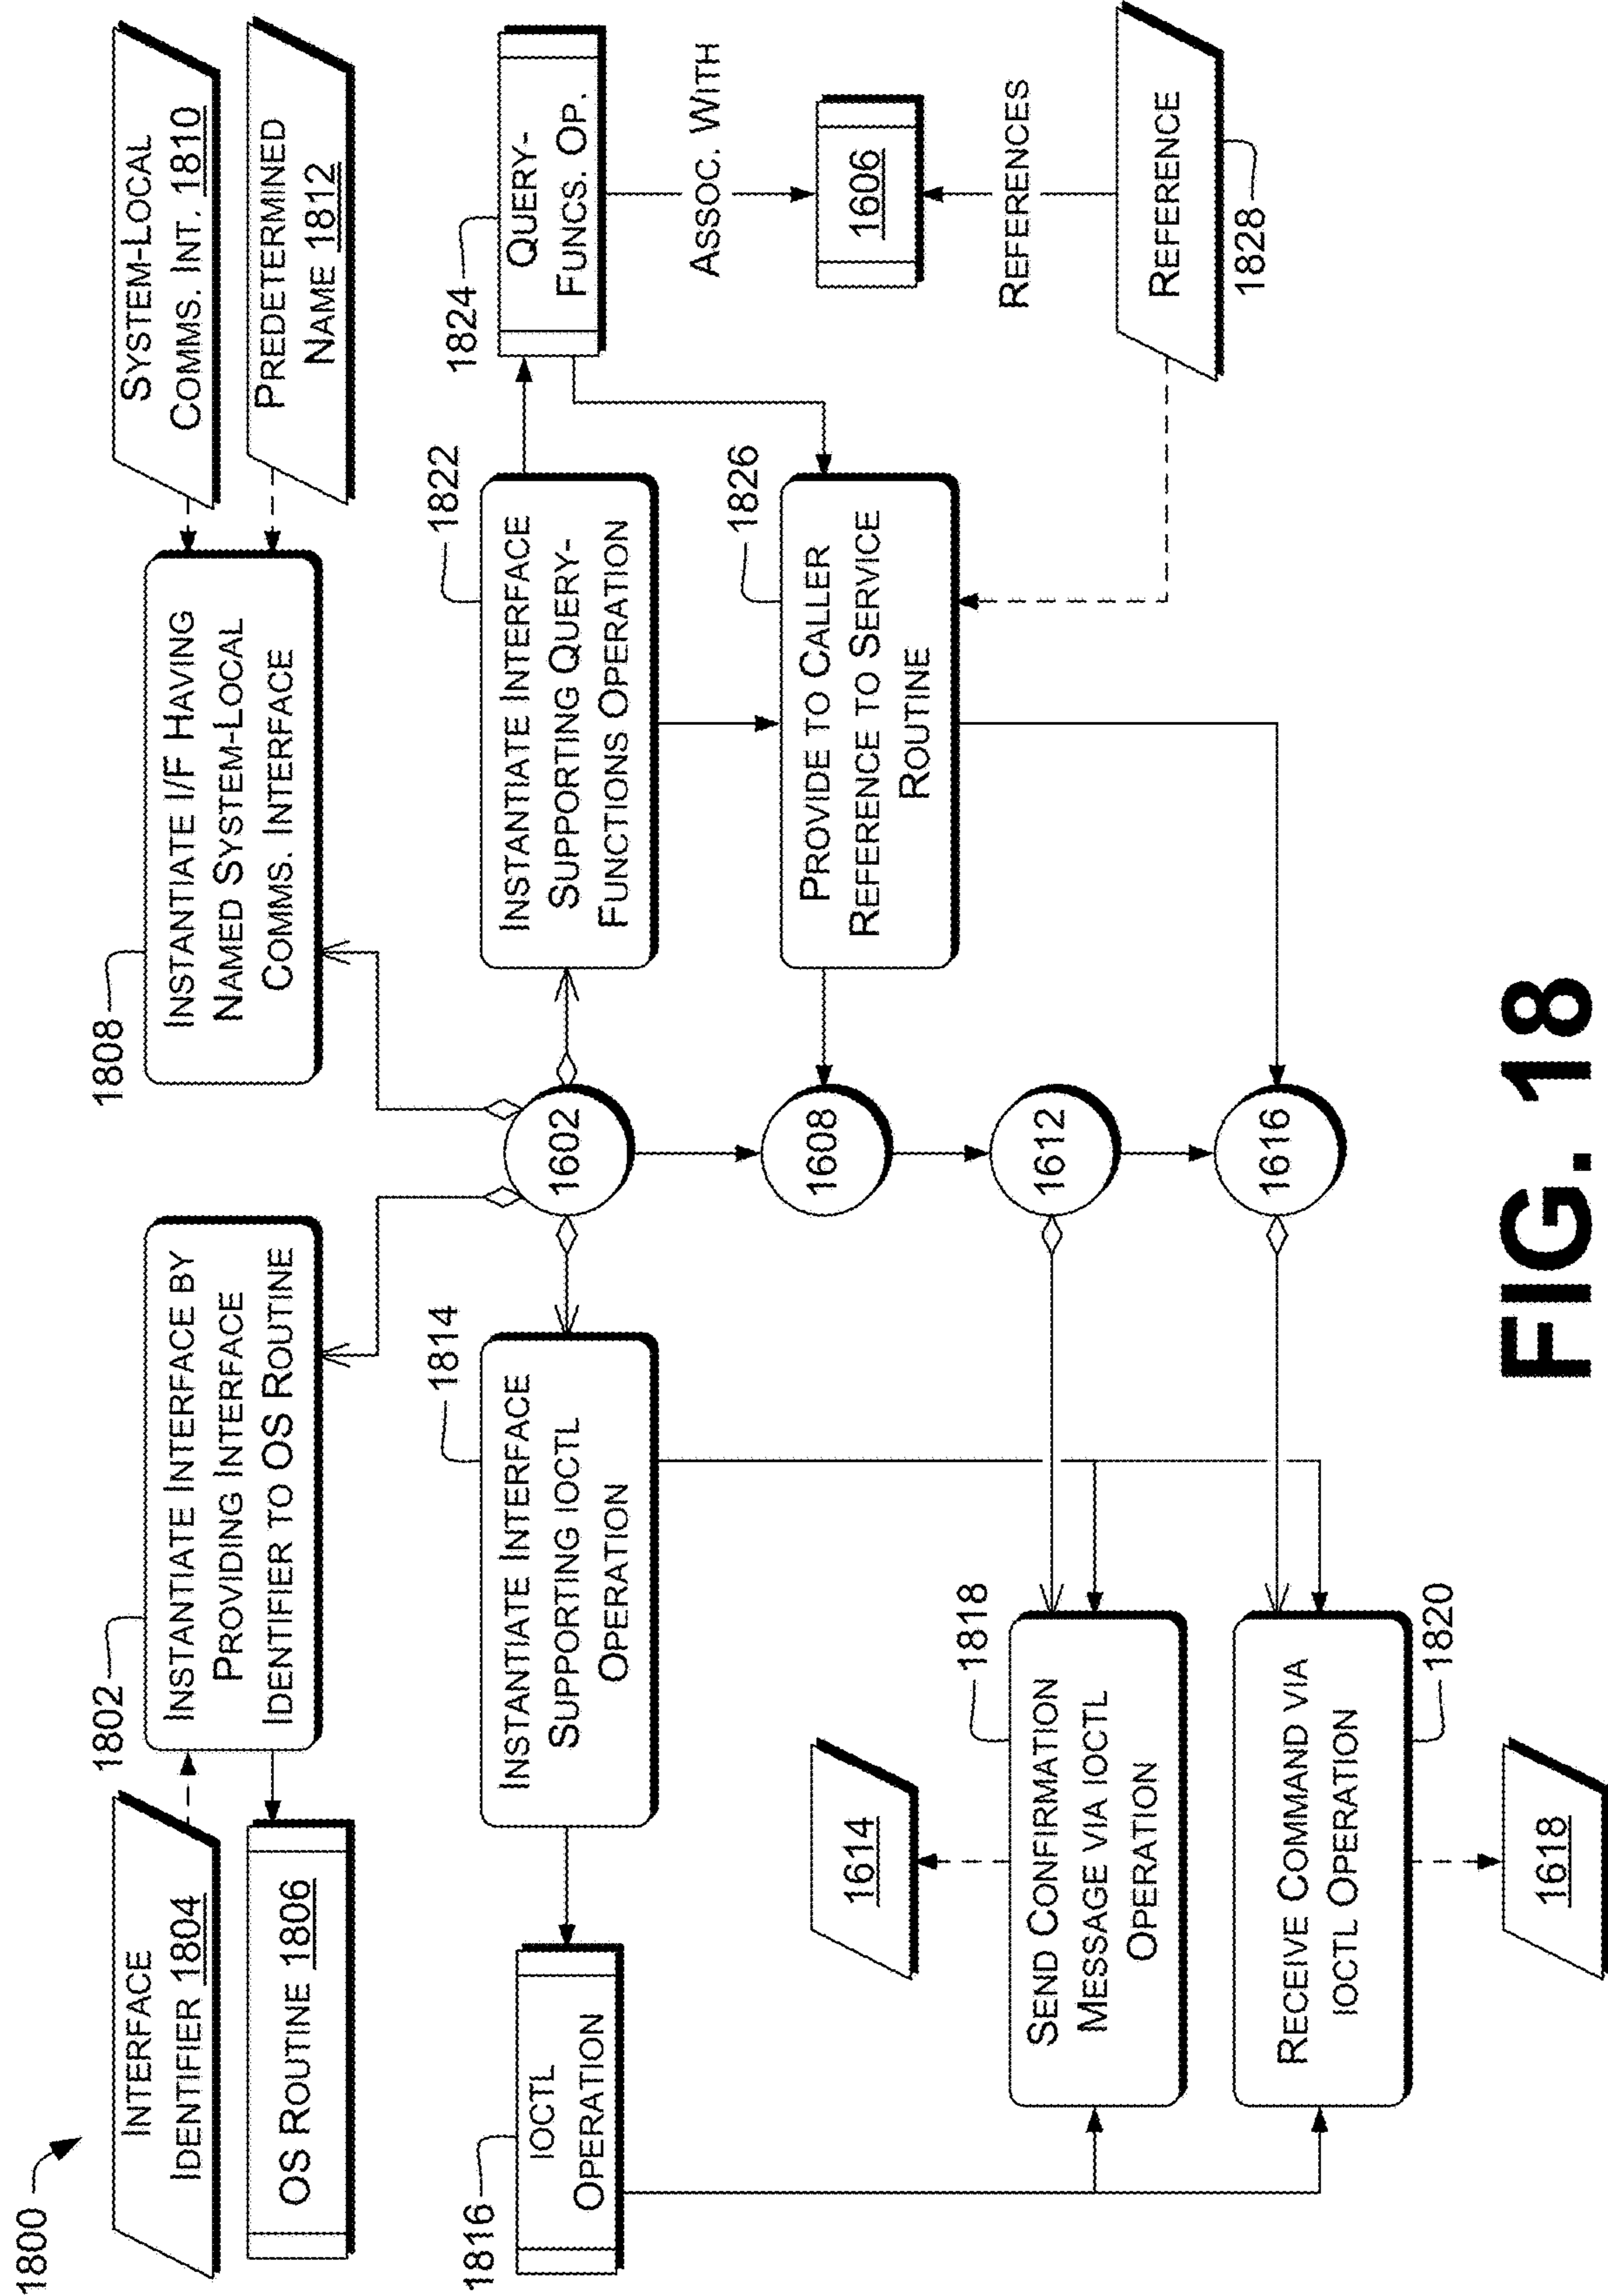 1800
INTERFACE
IDENTIFIER 1804
OS ROUTINE 1806
1802
INSTANTIATE INTERFACE BY
PROVIDING INTERFACE
IDENTIFIER TO OS ROUTINE
1808
INSTANTIATE I/F HAVING
NAMED SYSTEM-LOCAL
COMMS. INTERFACE
SYSTEM-LOCAL
COMMS. INT. 1810
PREDETERMINED
NAME 1812
1816
IOCTL
OPERATION
1814
INSTANTIATE INTERFACE
SUPPORTING IOCTL
OPERATION
1602
1822
INSTANTIATE INTERFACE
SUPPORTING QUERY-
FUNCTIONS OPERATION
1824
QUERY-
FUNCS. OP.
ASSOC. WITH
1606
REFERENCES
REFERENCE
1828
1826
PROVIDE TO CALLER
REFERENCE TO SERVICE
ROUTINE
1608
1612
1616
1614
1818
SEND CONFIRMATION
MESSAGE VIA IOCTL
OPERATION
RECEIVE COMMAND VIA
IOCTL OPERATION
1820
1618
FIG. 18